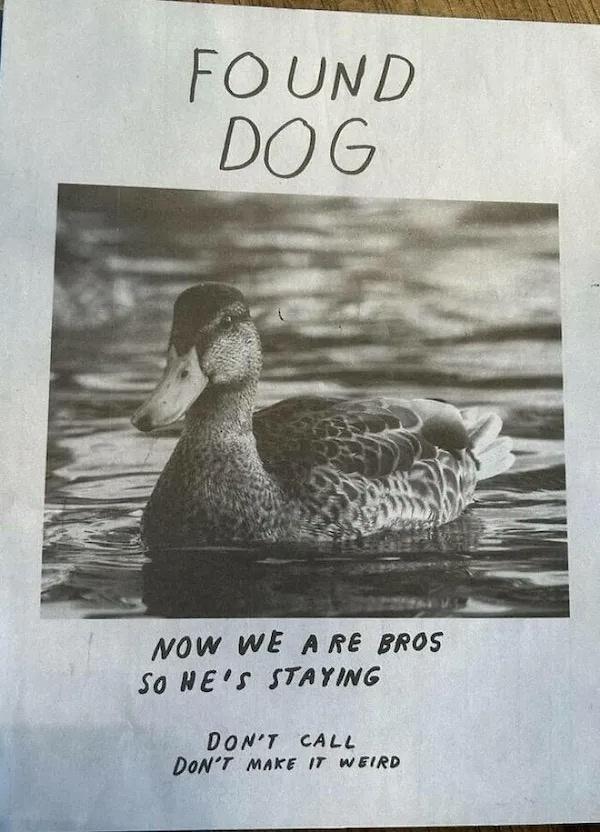 FOUND
DOG
NOW WE ARE BROS
SO HE'S STAYING
DON'T CALL
DON'T MAKE IT WEIRD